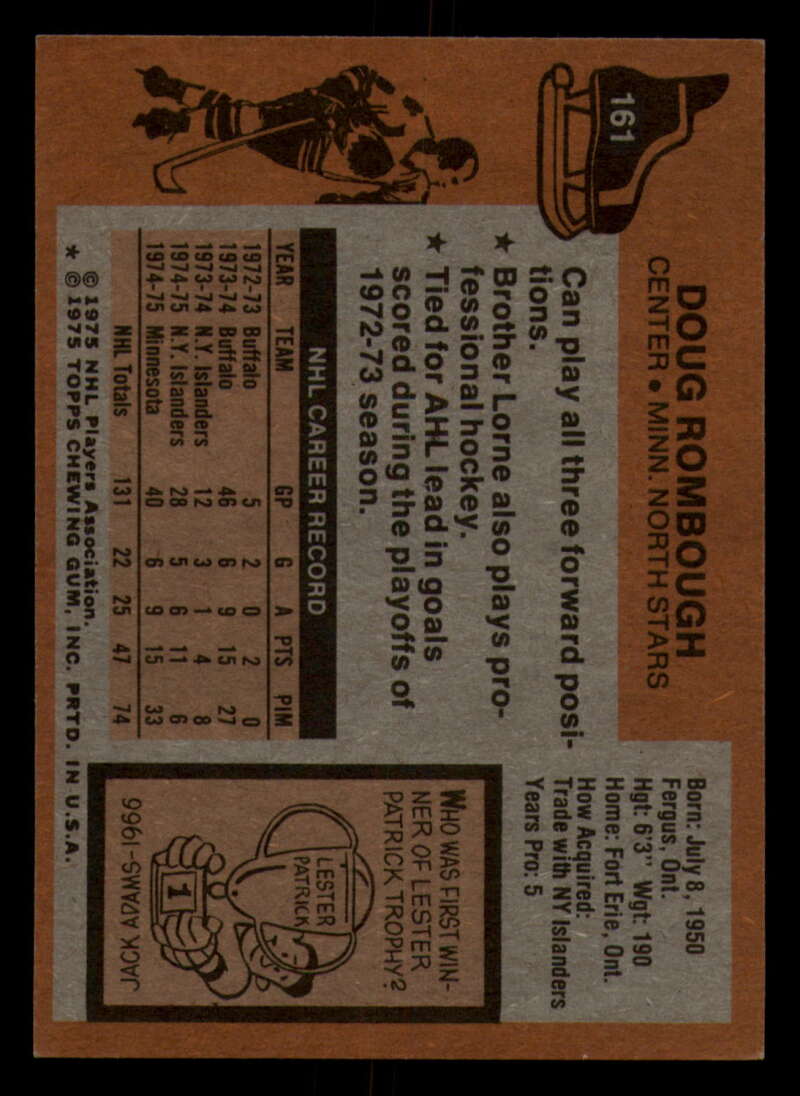 161
DOUG ROMBOUGH
CENTER • MINN. NORTH STARS
Can play all three forward posi-
tions.
★ Brother Lorne also plays pro-
fessional hockey.
★ Tied for AHL lead in goals
scored during the playoffs of
1972-73 season.
NHL CAREER RECORD
YEAR TEAM GP G A PTS PIM
1972-73 Buffalo 5 2 0 2 0
1973-74 Buffalo 46 6 9 15 27
1973-74 N.Y. Islanders 12 3 1 4 8
1974-75 N.Y. Islanders 28 5 6 11 6
1974-75 Minnesota 40 6 9 15 33
NHL Totals 131 22 25 47 74
© 1975 NHL Players Association.
* © 1975 TOPPS CHEWING GUM, INC. PRTD. IN U.S.A.
Born: July 8, 1950
Fergus, Ont.
Hgt: 6'3" Wgt: 190
Home: Fort Erie, Ont.
How Acquired:
Trade with NY Islanders
Years Pro: 5
WHO WAS FIRST WIN-
NER OF LESTER
PATRICK TROPHY?
LESTER
PATRICK
1
JACK ADAMS-1966